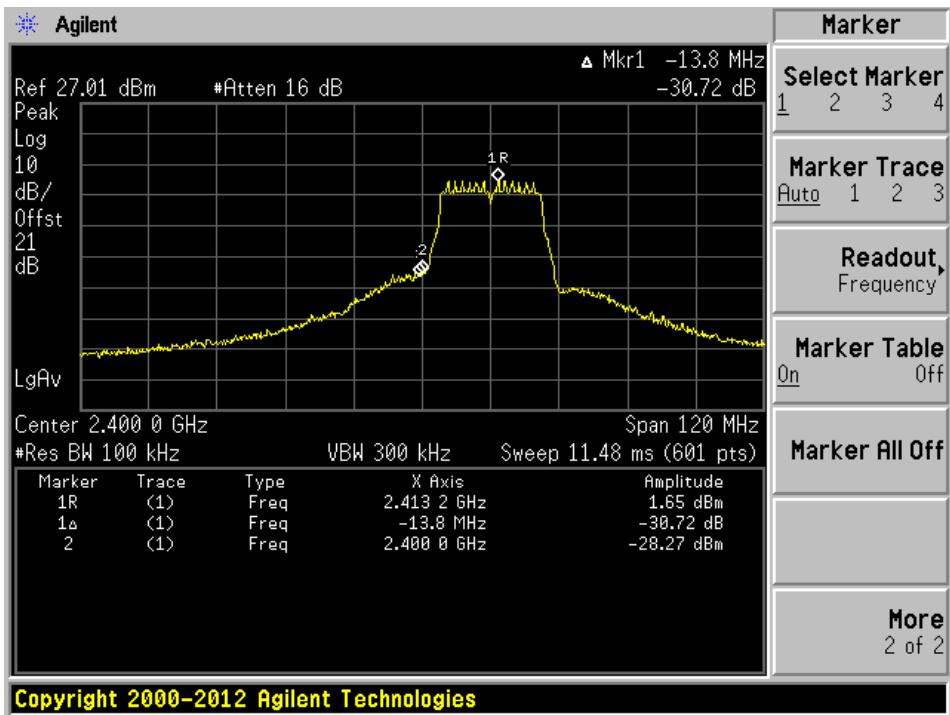 Agilent
Marker
Δ Mkr1 -13.8 MHz
Ref 27.01 dBm #Atten 16 dB -30.72 dB
Peak
Log
10
dB/
Offst
21
dB
1R
2
LgAv
Center 2.400 0 GHz Span 120 MHz
#Res BW 100 kHz VBW 300 kHz Sweep 11.48 ms (601 pts)
Marker Trace Type X Axis Amplitude
1R (1) Freq 2.413 2 GHz 1.65 dBm
1Δ (1) Freq -13.8 MHz -30.72 dB
2 (1) Freq 2.400 0 GHz -28.27 dBm
Select Marker
1 2 3 4
Marker Trace
Auto 1 2 3
Readout
Frequency
Marker Table
On Off
Marker All Off
More
2 of 2
Copyright 2000-2012 Agilent Technologies